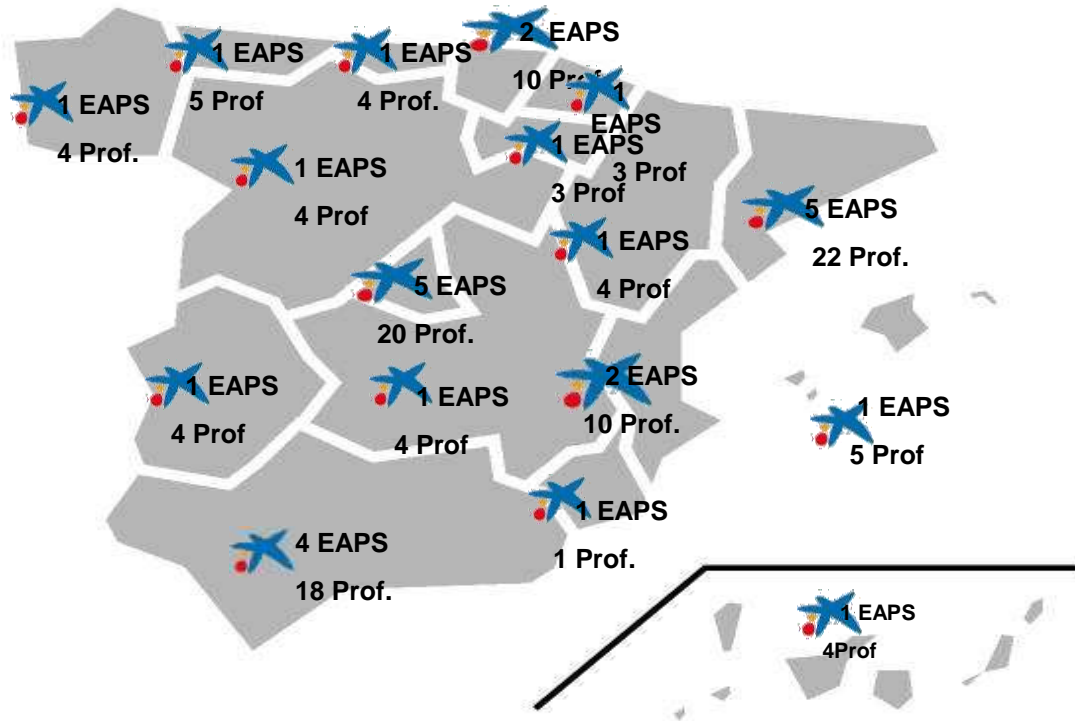 1 EAPS
4 Prof.
1 EAPS
5 Prof
1 EAPS
4 Prof.
2 EAPS
10 Prof.
1
EAPS
3 Prof
1 EAPS
3 Prof
1 EAPS
4 Prof
5 EAPS
22 Prof.
1 EAPS
4 Prof
5 EAPS
20 Prof.
1 EAPS
4 Prof
1 EAPS
4 Prof
2 EAPS
10 Prof.
1 EAPS
5 Prof
1 EAPS
1 Prof.
4 EAPS
18 Prof.
1 EAPS
4Prof